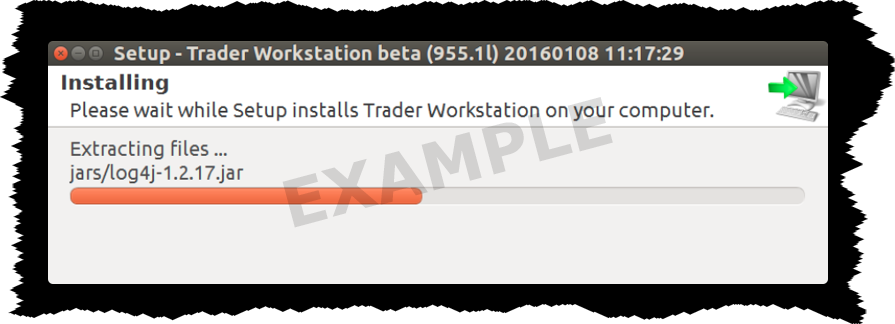 Setup - Trader Workstation beta (955.1l) 20160108 11:17:29
Installing
Please wait while Setup installs Trader Workstation on your computer.
Extracting files ...
jars/log4j-1.2.17.jar
EXAMPLE